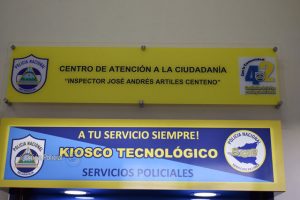 CENTRO DE ATENCIÓN A LA CIUDADANÍA
"INSPECTOR JOSÉ ANDRÉS ARTILES CENTENO"
POLICIA NACIONAL
42
A TU SERVICIO SIEMPRE!
KIOSCO TECNOLÓGICO
SERVICIOS POLICIALES
POLICIA NACIONAL
POLICIA NACIONAL